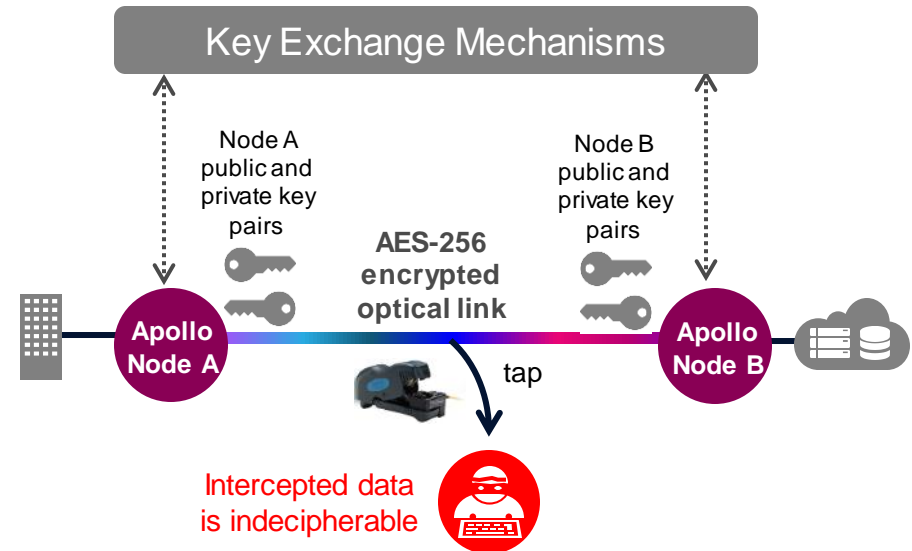 Key Exchange Mechanisms
Node A
public and
private key
pairs
Node B
public and
private key
pairs
AES-256
encrypted
optical link
Apollo
Node A
Apollo
Node B
tap
Intercepted data
is indecipherable